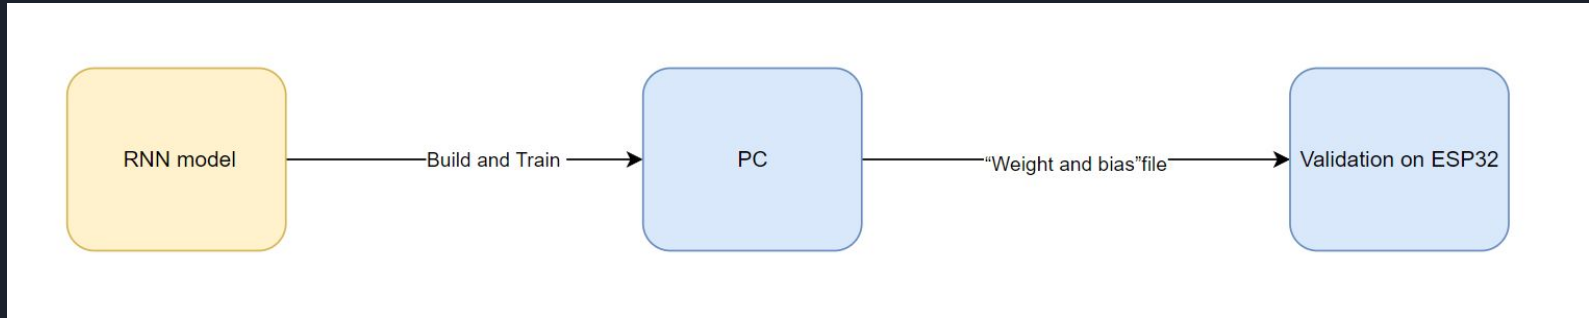 RNN model
Build and Train
PC
“Weight and bias”file
Validation on ESP32